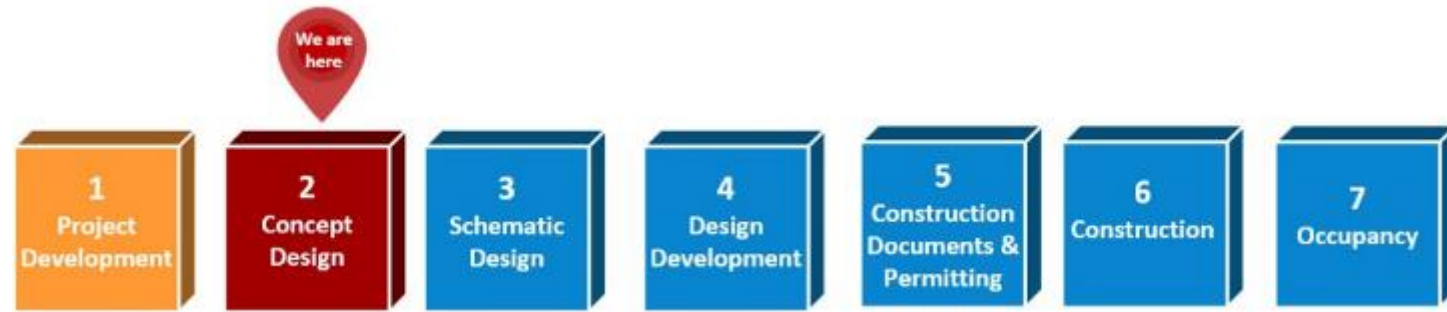 We are
here
1
Project
Development
2
Concept
Design
3
Schematic
Design
4
Design
Development
5
Construction
Documents &
Permitting
6
Construction
7
Occupancy